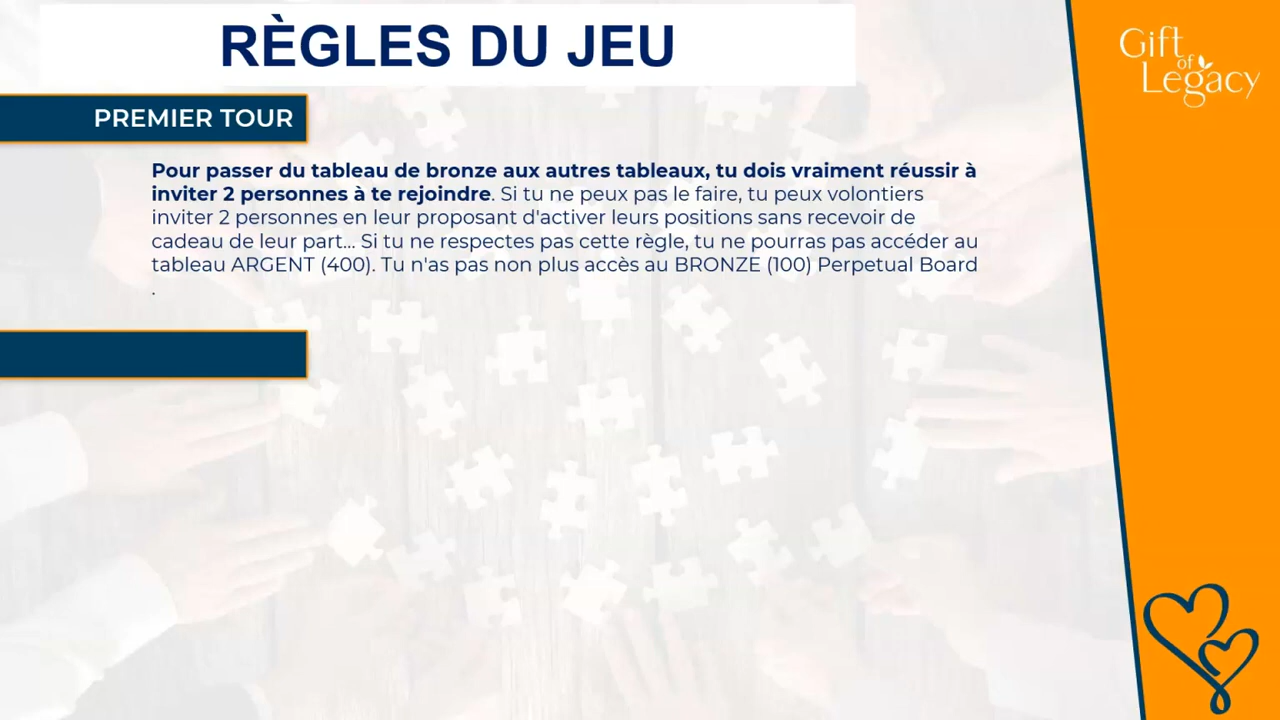 RÈGLES DU JEU
Gift
of
Legacy
PREMIER TOUR
Pour passer du tableau de bronze aux autres tableaux, tu dois vraiment réussir à
inviter 2 personnes à te rejoindre. Si tu ne peux pas le faire, tu peux volontiers
inviter 2 personnes en leur proposant d'activer leurs positions sans recevoir de
cadeau de leur part... Si tu ne respectes pas cette règle, tu ne pourras pas accéder au
tableau ARGENT (400). Tu n'as pas non plus accès au BRONZE (100) Perpetual Board
.